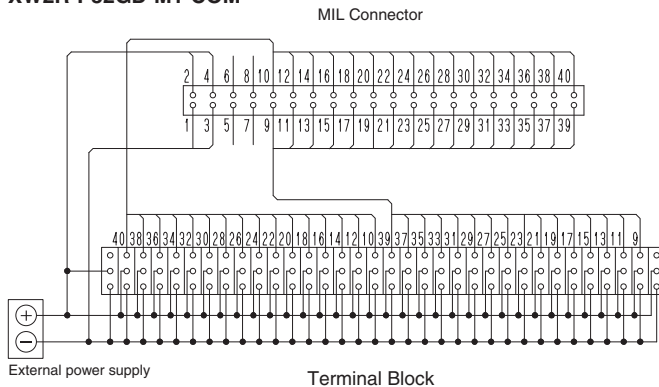 MIL Connector
2 4 6 8 10 12 14 16 18 20 22 24 26 28 30 32 34 36 38 40
1 3 5 7 9 11 13 15 17 19 21 23 25 27 29 31 33 35 37 39
40 38 36 34 32 30 28 26 24 22 20 18 16 14 12 10 39 37 35 33 31 29 27 25 23 21 19 17 15 13 11 9
+
−
External power supply
Terminal Block